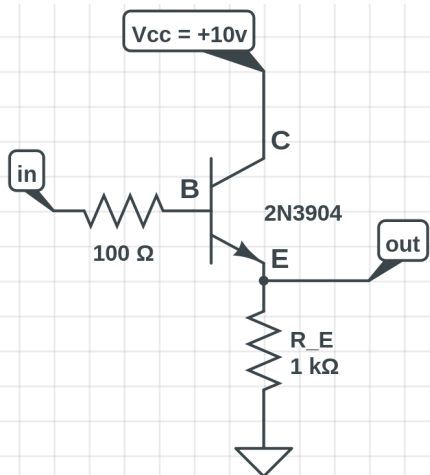 Vcc = +10v
C
in
B
2N3904
100 Ω
E
out
R_E
1 kΩ